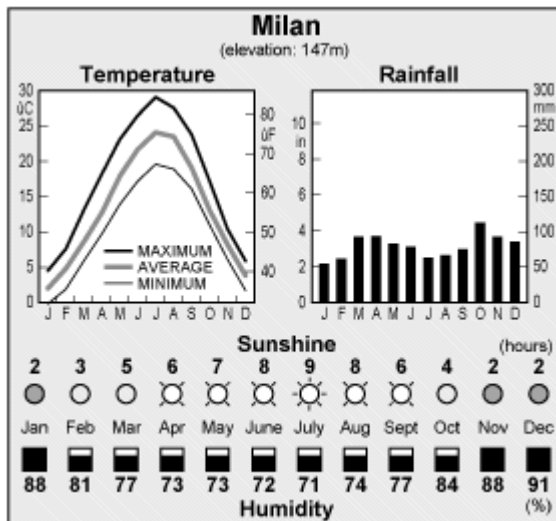 Milan
(elevation: 147m)
Temperature Rainfall
30 ûC 25 20 15 10 5 0
80 ûF 70 60 50 40
MAXIMUM
AVERAGE
MINIMUM
J F M A M J J A S O N D
10 in 8 6 4 2 0
300 mm 250 200 150 100 50 0
J F M A M J J A S O N D
Sunshine (hours)
2 3 5 6 7 8 9 8 6 4 2 2
Jan Feb Mar Apr May June July Aug Sept Oct Nov Dec
88 81 77 73 73 72 71 74 77 84 88 91
Humidity (%)